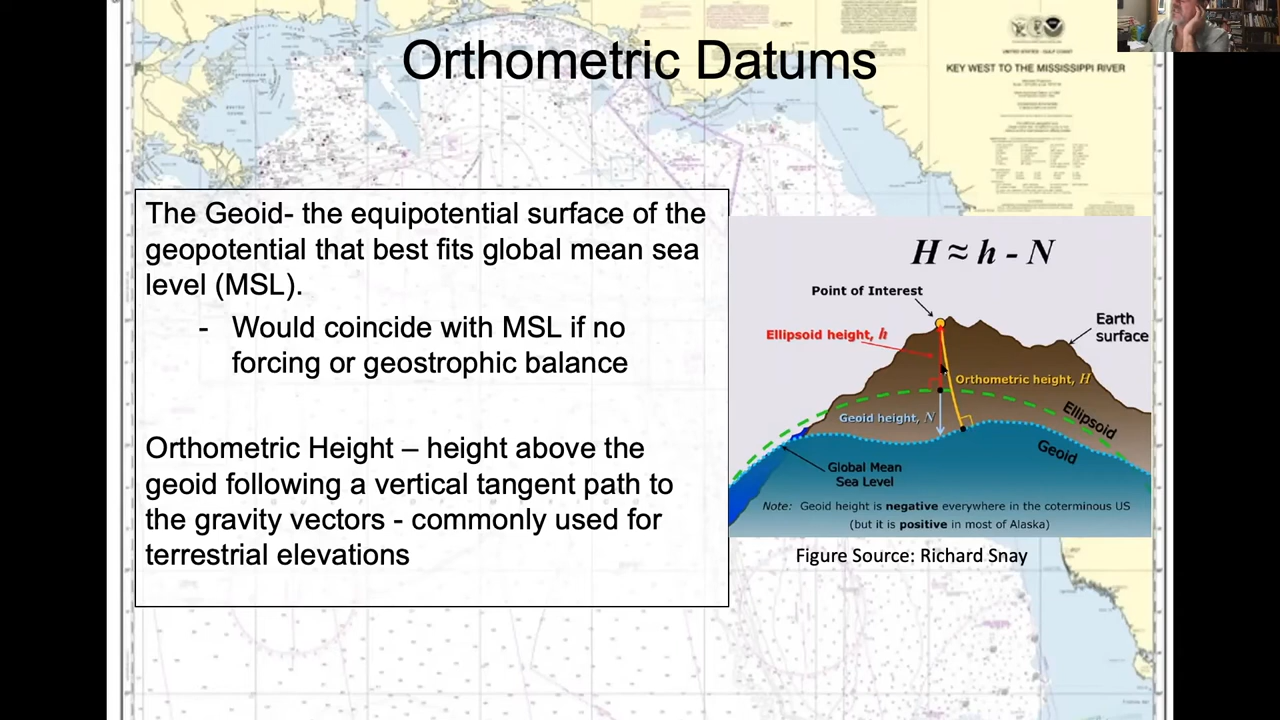 Orthometric Datums
UNITED STATES - GULF COAST
KEY WEST TO THE MISSISSIPPI RIVER
The Geoid- the equipotential surface of the
geopotential that best fits global mean sea
level (MSL).
- Would coincide with MSL if no
forcing or geostrophic balance
Orthometric Height – height above the
geoid following a vertical tangent path to
the gravity vectors - commonly used for
terrestrial elevations
H ≈ h - N
Point of Interest
Earth
surface
Ellipsoid height, h
Orthometric height, H
Geoid height, N
Ellipsoid
Geoid
Global Mean
Sea Level
Note: Geoid height is negative everywhere in the coterminous US
(but it is positive in most of Alaska)
Figure Source: Richard Snay